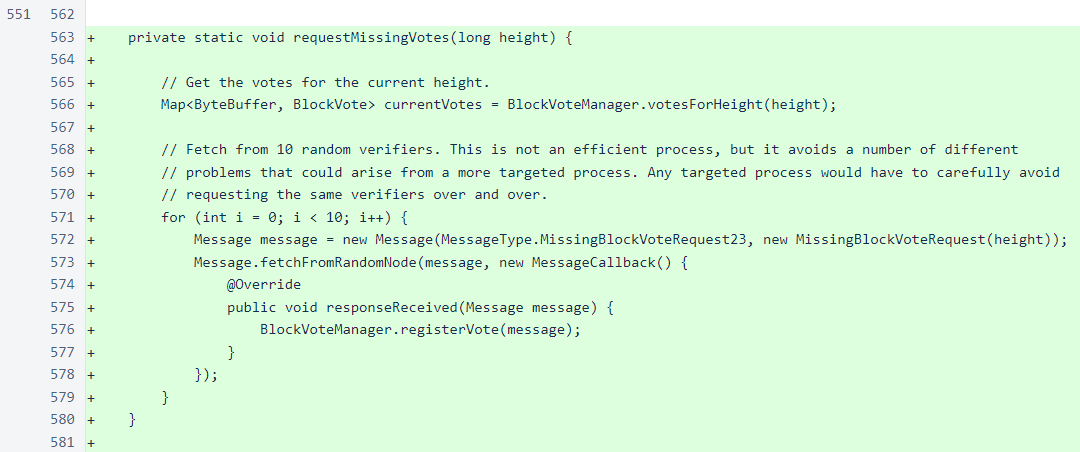 551 562
563 + private static void requestMissingVotes(long height) {
564 +
565 + // Get the votes for the current height.
566 + Map<ByteBuffer, BlockVote> currentVotes = BlockVoteManager.votesForHeight(height);
567 +
568 + // Fetch from 10 random verifiers. This is not an efficient process, but it avoids a number of different
569 + // problems that could arise from a more targeted process. Any targeted process would have to carefully avoid
570 + // requesting the same verifiers over and over.
571 + for (int i = 0; i < 10; i++) {
572 + Message message = new Message(MessageType.MissingBlockVoteRequest23, new MissingBlockVoteRequest(height));
573 + Message.fetchFromRandomNode(message, new MessageCallback() {
574 + @Override
575 + public void responseReceived(Message message) {
576 + BlockVoteManager.registerVote(message);
577 + }
578 + });
579 + }
580 + }
581 +